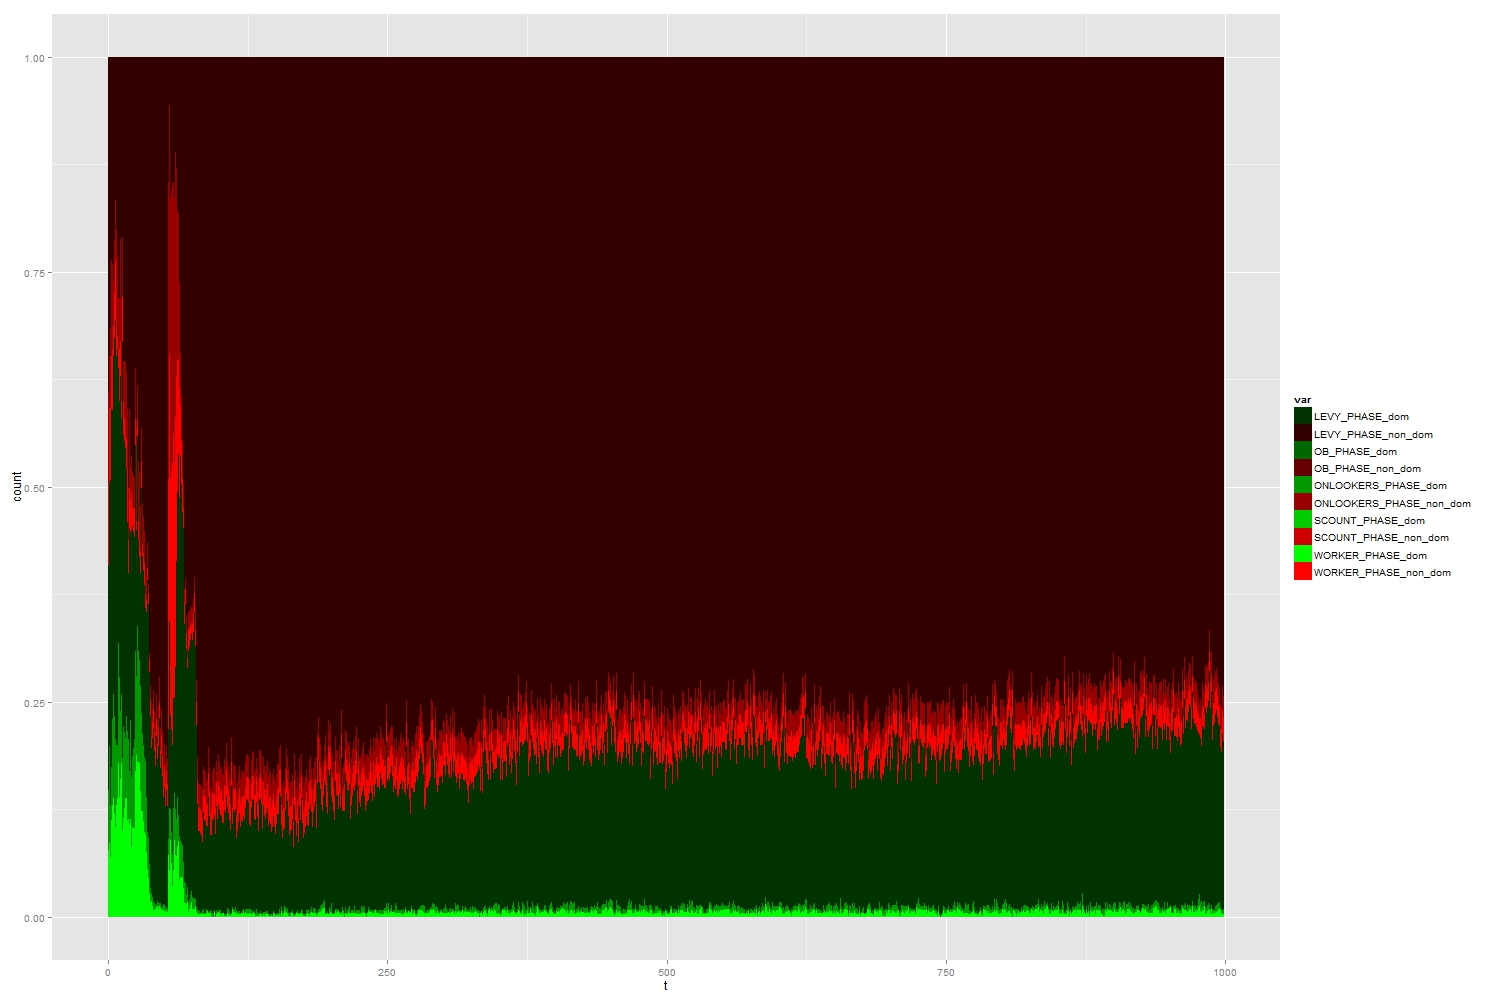 1.00
0.75
0.50
0.25
0.00
count
0
250
500
750
1000
t
var
LEVY_PHASE_dom
LEVY_PHASE_non_dom
OB_PHASE_dom
OB_PHASE_non_dom
ONLOOKERS_PHASE_dom
ONLOOKERS_PHASE_non_dom
SCOUNT_PHASE_dom
SCOUNT_PHASE_non_dom
WORKER_PHASE_dom
WORKER_PHASE_non_dom